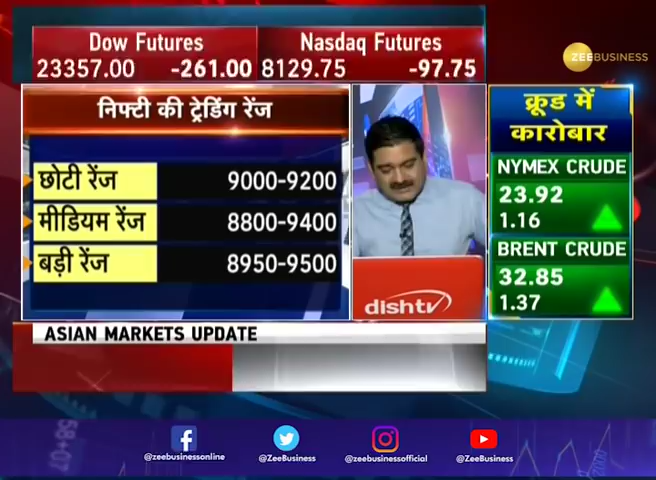 Dow Futures
23357.00 -261.00
Nasdaq Futures
8129.75 -97.75
ZEEBUSINESS
निफ्टी की ट्रेडिंग रेंज
छोटी रेंज 9000-9200
मीडियम रेंज 8800-9400
बड़ी रेंज 8950-9500
dishtv
क्रूड में
कारोबार
NYMEX CRUDE
23.92
1.16
BRENT CRUDE
32.85
1.37
ASIAN MARKETS UPDATE
@zeebusinessonline @ZeeBusiness @zeebusinessofficial @ZeeBusiness